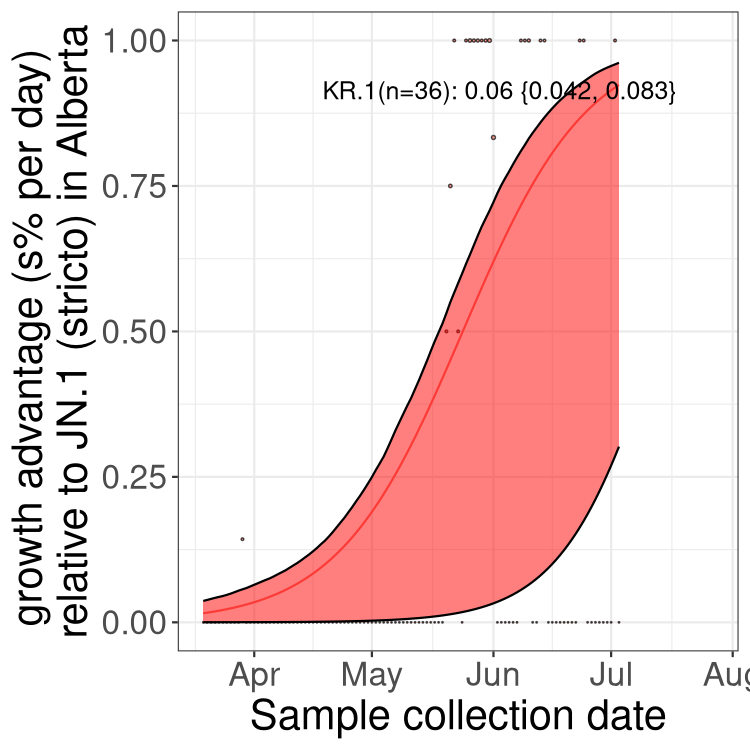 growth advantage (s% per day)
relative to JN.1 (stricto) in Alberta
1.00
0.75
0.50
0.25
0.00
KR.1(n=36): 0.06 {0.042, 0.083}
Apr May Jun Jul Aug
Sample collection date